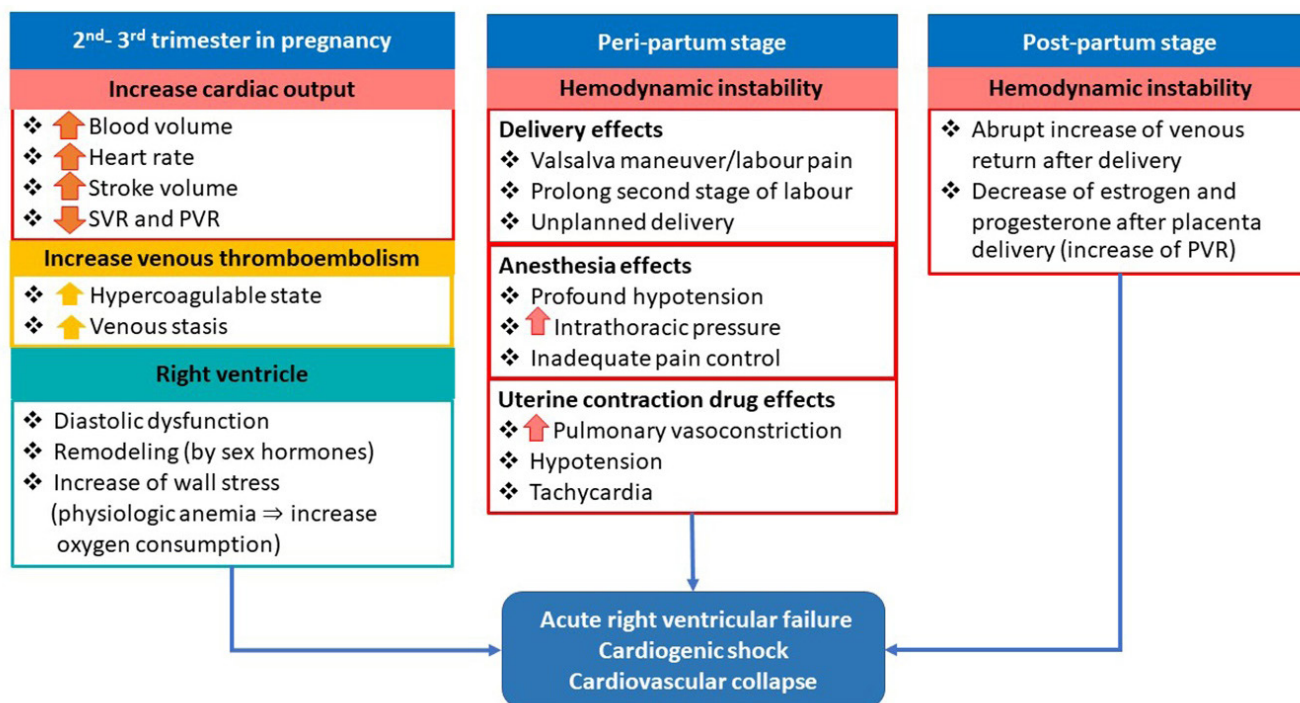 2nd- 3rd trimester in pregnancy
Increase cardiac output
❖ Blood volume
❖ Heart rate
❖ Stroke volume
❖ SVR and PVR
Increase venous thromboembolism
❖ Hypercoagulable state
❖ Venous stasis
Right ventricle
❖ Diastolic dysfunction
❖ Remodeling (by sex hormones)
❖ Increase of wall stress
(physiologic anemia ⇒ increase
oxygen consumption)
Peri-partum stage
Hemodynamic instability
Delivery effects
❖ Valsalva maneuver/labour pain
❖ Prolong second stage of labour
❖ Unplanned delivery
Anesthesia effects
❖ Profound hypotension
❖ Intrathoracic pressure
❖ Inadequate pain control
Uterine contraction drug effects
❖ Pulmonary vasoconstriction
❖ Hypotension
❖ Tachycardia
Post-partum stage
Hemodynamic instability
❖ Abrupt increase of venous
return after delivery
❖ Decrease of estrogen and
progesterone after placenta
delivery (increase of PVR)
Acute right ventricular failure
Cardiogenic shock
Cardiovascular collapse